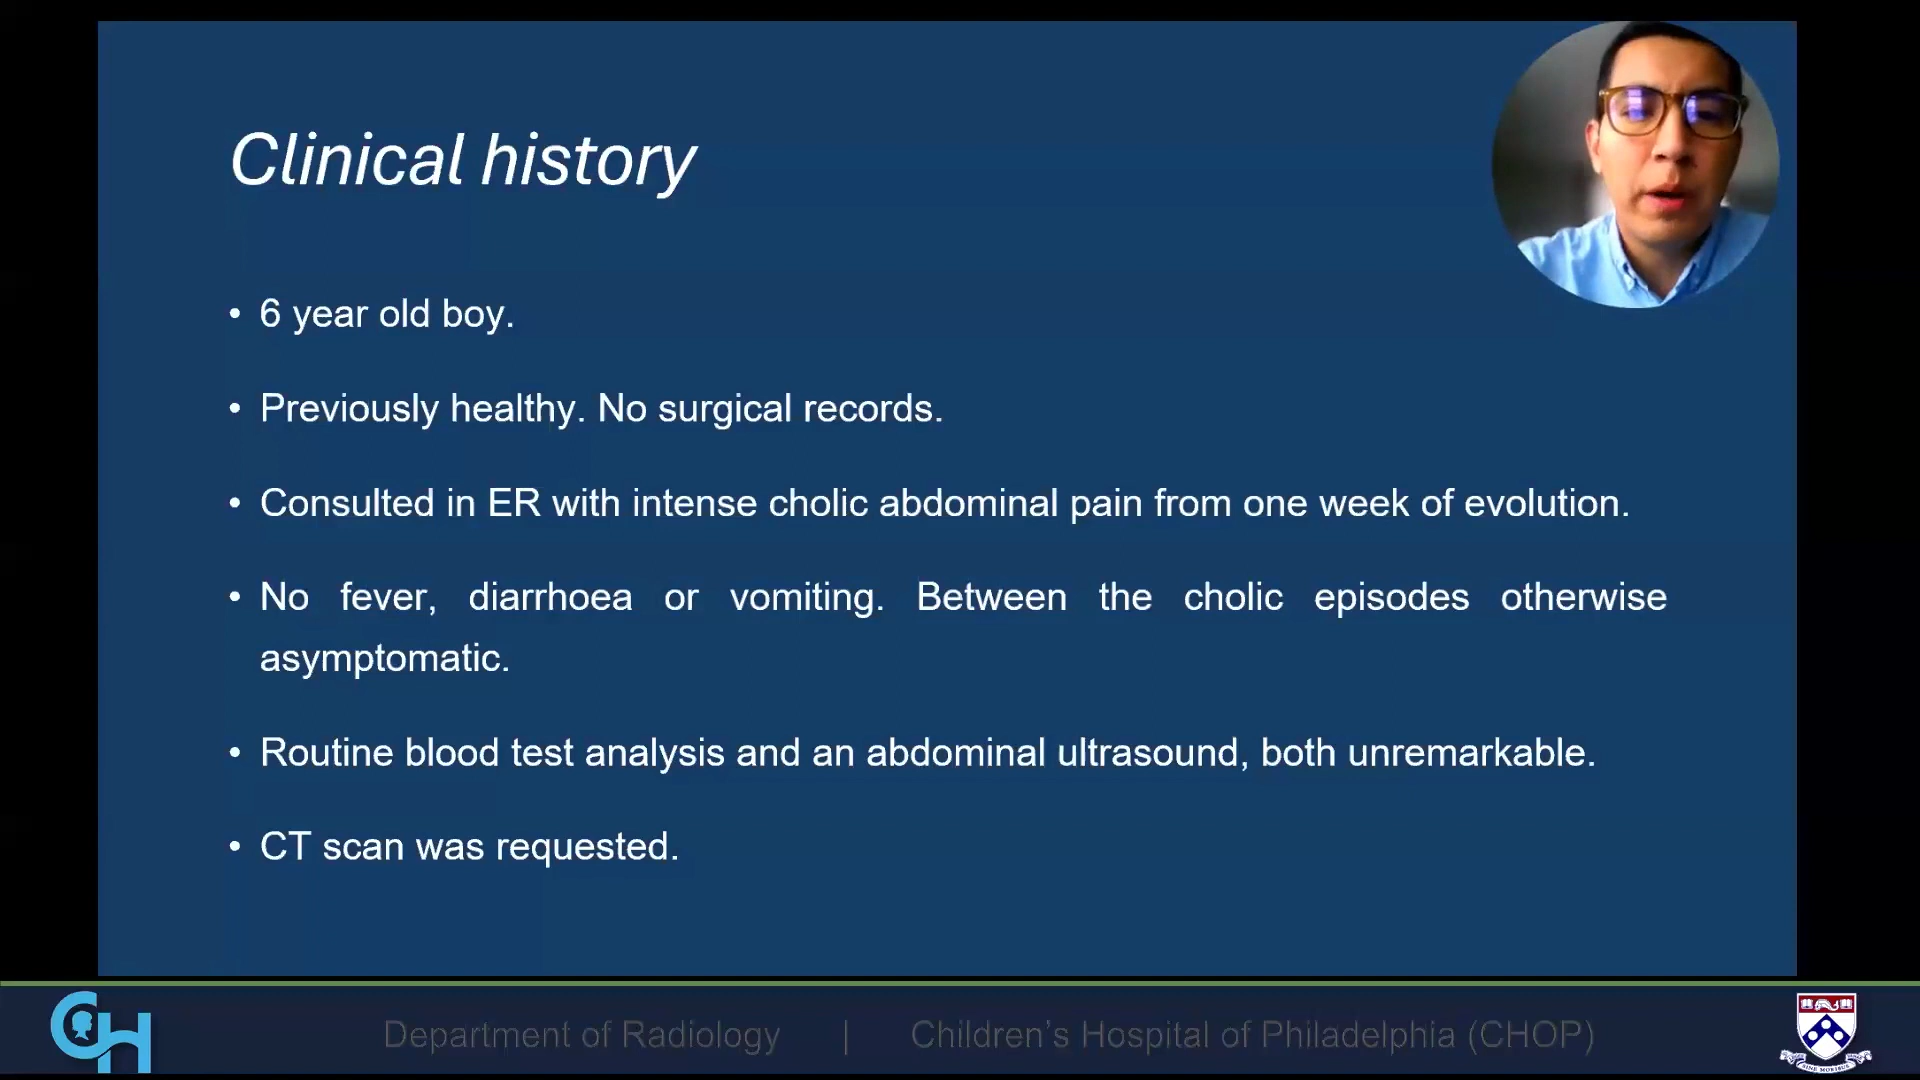 Clinical history
• 6 year old boy.
• Previously healthy. No surgical records.
• Consulted in ER with intense cholic abdominal pain from one week of evolution.
• No fever, diarrhoea or vomiting. Between the cholic episodes otherwise
asymptomatic.
• Routine blood test analysis and an abdominal ultrasound, both unremarkable.
• CT scan was requested.
CH Department of Radiology | Children's Hospital of Philadelphia (CHOP)